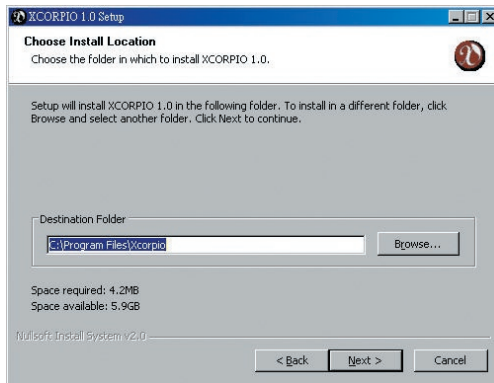 XCORPIO 1.0 Setup
Choose Install Location
Choose the folder in which to install XCORPIO 1.0.
Setup will install XCORPIO 1.0 in the following folder. To install in a different folder, click
Browse and select another folder. Click Next to continue.
Destination Folder
C:\Program Files\Xcorpio
Browse...
Space required: 4.2MB
Space available: 5.9GB
Nullsoft Install System v2.0
< Back Next > Cancel